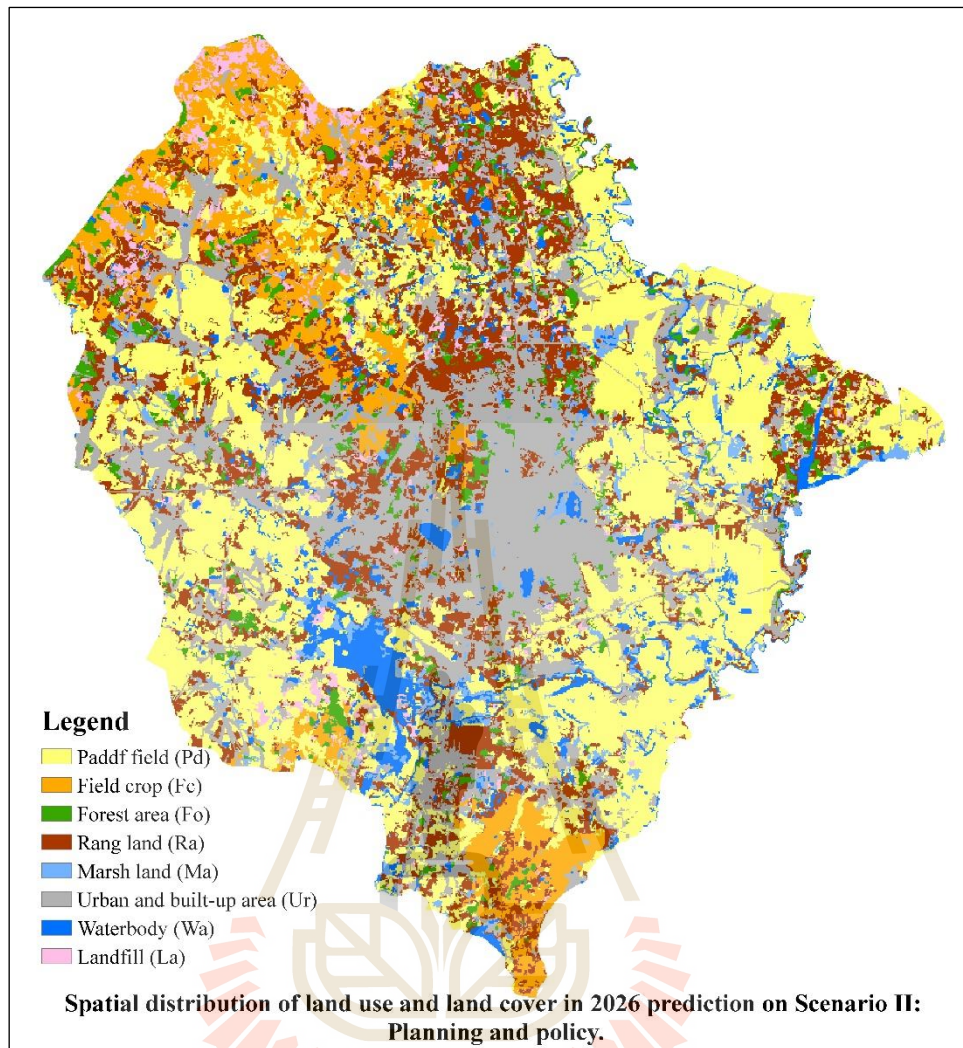 Legend
Paddf field (Pd)
Field crop (Fc)
Forest area (Fo)
Rang land (Ra)
Marsh land (Ma)
Urban and built-up area (Ur)
Waterbody (Wa)
Landfill (La)
Spatial distribution of land use and land cover in 2026 prediction on Scenario II:
Planning and policy.